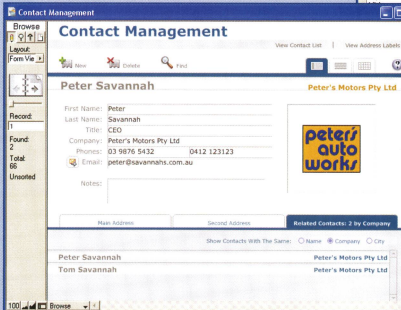 Contact Management
Browse
Layout:
Form Vie
Record:
1
Found:
2
Total:
66
Unsorted
Contact Management
View Contact List | View Address Labels
New
Delete
Find
Peter Savannah
Peter's Motors Pty Ltd
First Name: Peter
Last Name: Savannah
Title: CEO
Company: Peter's Motors Pty Ltd
Phones: 03 9876 5432 0412 123123
Email: peter@savannahs.com.au
Notes:
peter's
auto
works
Main Address
Second Address
Related Contacts: 2 by Company
Show Contacts With The Same: Name Company City
Peter Savannah Peter's Motors Pty Ltd
Tom Savannah Peter's Motors Pty Ltd
100 Browse